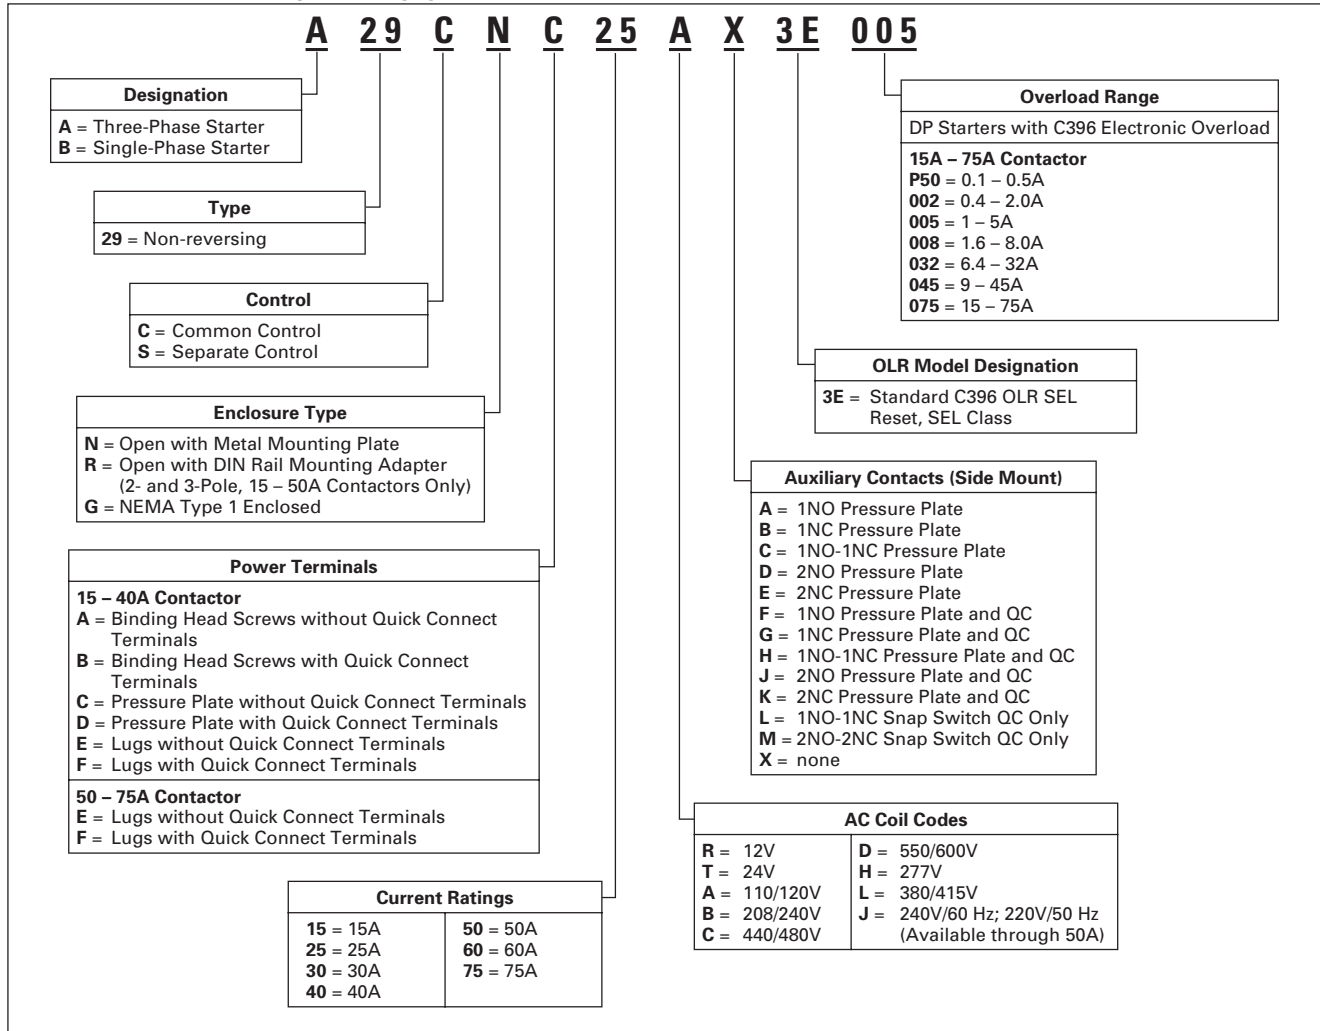 A 29 C N C 25 A X 3E 005
Designation
A = Three-Phase Starter
B = Single-Phase Starter
Type
29 = Non-reversing
Control
C = Common Control
S = Separate Control
Enclosure Type
N = Open with Metal Mounting Plate
R = Open with DIN Rail Mounting Adapter
(2- and 3-Pole, 15 – 50A Contactors Only)
G = NEMA Type 1 Enclosed
Power Terminals
15 – 40A Contactor
A = Binding Head Screws without Quick Connect
Terminals
B = Binding Head Screws with Quick Connect
Terminals
C = Pressure Plate without Quick Connect Terminals
D = Pressure Plate with Quick Connect Terminals
E = Lugs without Quick Connect Terminals
F = Lugs with Quick Connect Terminals
50 – 75A Contactor
E = Lugs without Quick Connect Terminals
F = Lugs with Quick Connect Terminals
Current Ratings
15 = 15A
25 = 25A
30 = 30A
40 = 40A
50 = 50A
60 = 60A
75 = 75A
Overload Range
DP Starters with C396 Electronic Overload
15A – 75A Contactor
P50 = 0.1 – 0.5A
002 = 0.4 – 2.0A
005 = 1 – 5A
008 = 1.6 – 8.0A
032 = 6.4 – 32A
045 = 9 – 45A
075 = 15 – 75A
OLR Model Designation
3E = Standard C396 OLR SEL
Reset, SEL Class
Auxiliary Contacts (Side Mount)
A = 1NO Pressure Plate
B = 1NC Pressure Plate
C = 1NO-1NC Pressure Plate
D = 2NO Pressure Plate
E = 2NC Pressure Plate
F = 1NO Pressure Plate and QC
G = 1NC Pressure Plate and QC
H = 1NO-1NC Pressure Plate and QC
J = 2NO Pressure Plate and QC
K = 2NC Pressure Plate and QC
L = 1NO-1NC Snap Switch QC Only
M = 2NO-2NC Snap Switch QC Only
X = none
AC Coil Codes
R = 12V
T = 24V
A = 110/120V
B = 208/240V
C = 440/480V
D = 550/600V
H = 277V
L = 380/415V
J = 240V/60 Hz; 220V/50 Hz
(Available through 50A)